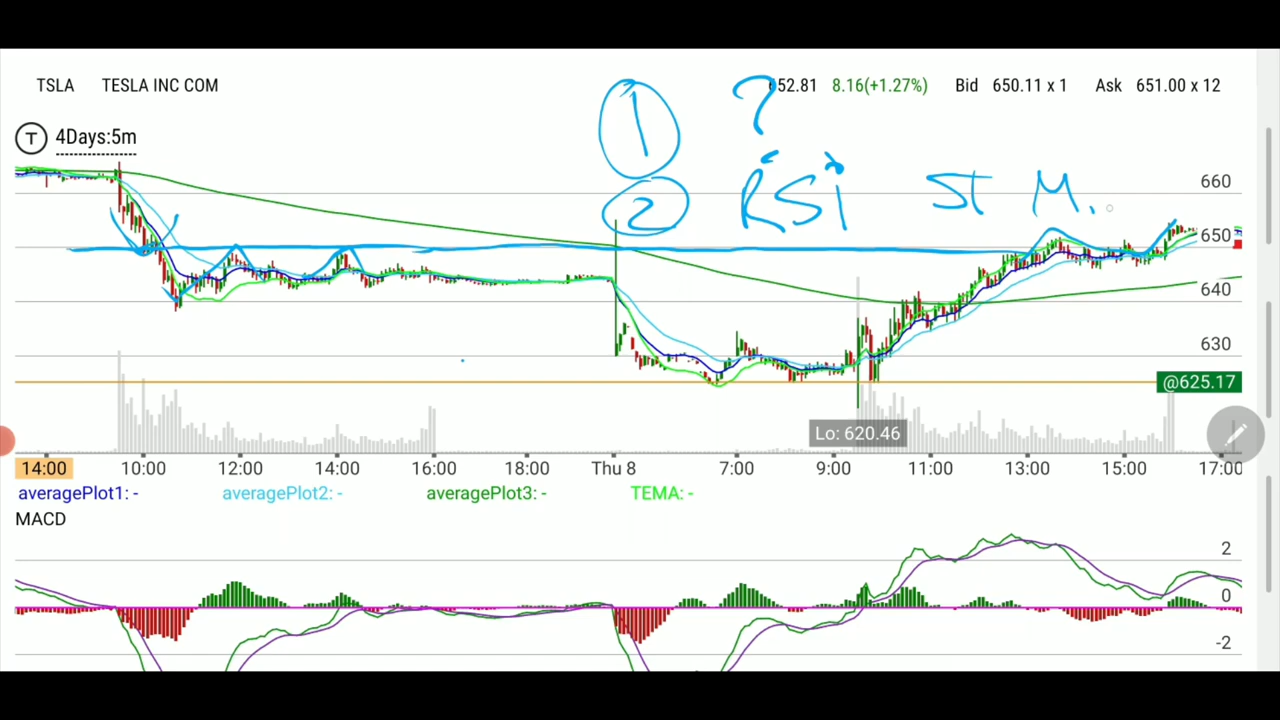 TSLA TESLA INC COM 652.81 8.16(+1.27%) Bid 650.11 x 1 Ask 651.00 x 12
T 4Days:5m
1 ?
2 RSI ST M.
660
650
640
630
@625.17
Lo: 620.46
14:00 10:00 12:00 14:00 16:00 18:00 Thu 8 7:00 9:00 11:00 13:00 15:00 17:00
averagePlot1: - averagePlot2: - averagePlot3: - TEMA: -
MACD
2
0
-2